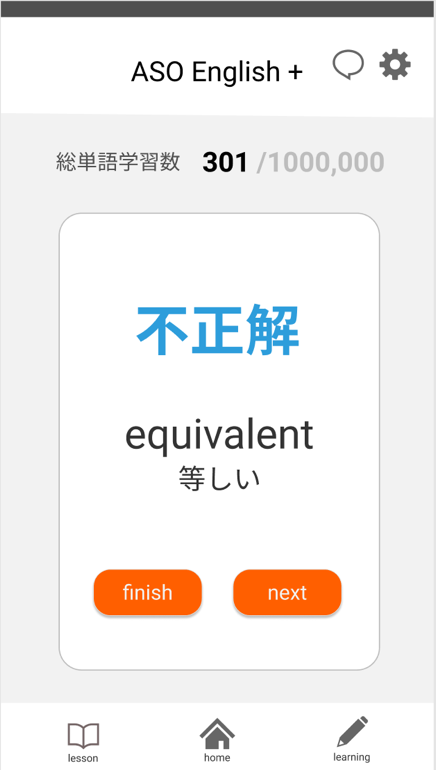 ASO English +
総単語学習数 301 /1000,000
不正解
equivalent
等しい
finish next
lesson home learning